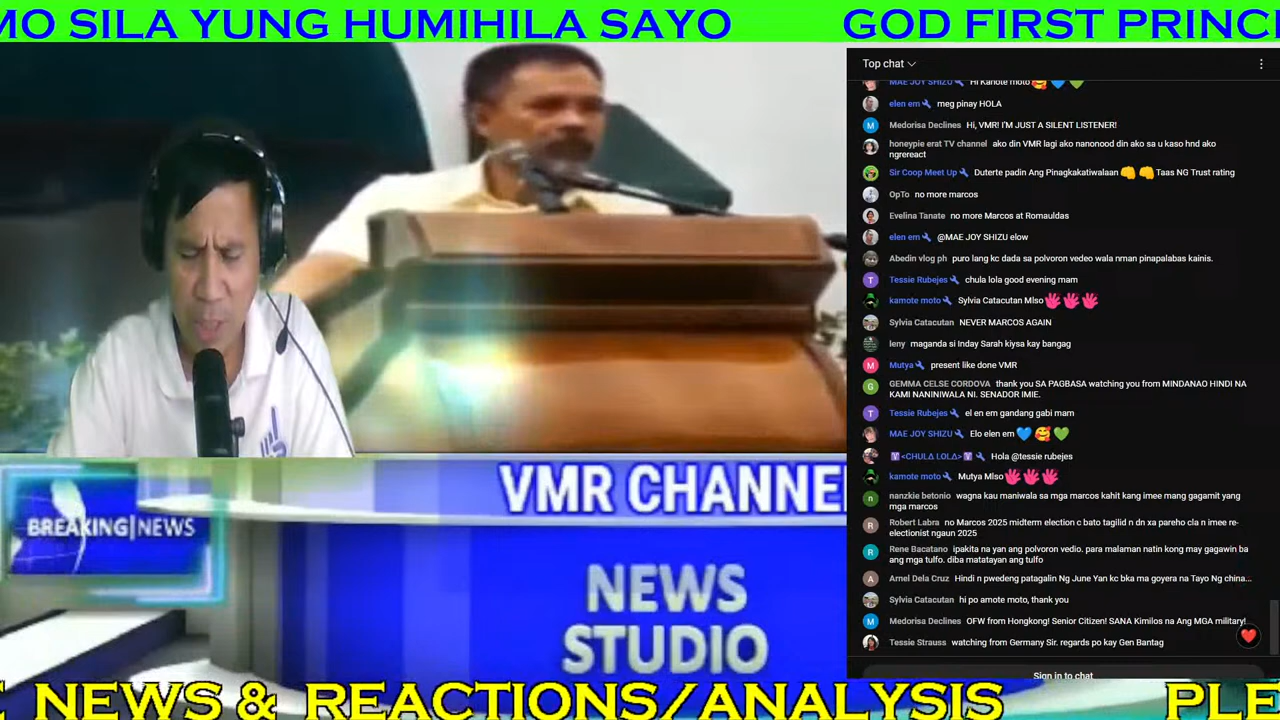 MO SILA YUNG HUMIHILA SAYO
GOD FIRST PRINCI
Top chat
MAE JOY SHIZU Hi Kanote moto
elen em meg pinay HOLA
M Medorisa Declines Hi, VMR! I'M JUST A SILENT LISTENER!
honeypie erat TV channel ako din VMR lagi ako nanonood din ako sa u kaso hnd ako
ngrereact
Sir Coop Meet Up Duterte padin Ang Pinagkakatiwalaan 👊 👊 Taas NG Trust rating
OpTo no more marcos
Evelina Tanate no more Marcos at Romauldas
elen em @MAE JOY SHIZU elow
Abedin vlog ph puro lang kc dada sa polvoron vedeo wala nman pinapalabas kainis.
T Tessie Rubejes chula lola good evening mam
kamote moto Sylvia Catacutan Mlso
Sylvia Catacutan NEVER MARCOS AGAIN
leny maganda si Inday Sarah kiysa kay bangag
M Mutya present like done VMR
G GEMMA CELSE CORDOVA thank you SA PAGBASA watching you from MINDANAO HINDI NA
KAMI NANINIWALA NI. SENADOR IMIE.
T Tessie Rubejes el en em gandang gabi mam
MAE JOY SHIZU Elo elen em 💙 🥰 💚
<CHULΔ LOLΔ> Hola @tessie rubejes
kamote moto Mutya Mlso
n nanzkie betonio wagna kau maniwala sa mga marcos kahit kang imee mang gagamit yang
mga marcos
R Robert Labra no Marcos 2025 midterm election c bato tagilid n dn xa pareho cla n imee re-
electionist ngaun 2025
R Rene Bacatano ipakita na yan ang polvoron vedio. para malaman natin kong may gagawin ba
ang mga tulfo. diba matatayan ang tulfo
A Arnel Dela Cruz Hindi n pwedeng patagalin Ng June Yan kc bka ma goyera na Tayo Ng china...
Sylvia Catacutan hi po amote moto, thank you
M Medorisa Declines OFW from Hongkong! Senior Citizen! SANA Kimilos na Ang MGA military!
Tessie Strauss watching from Germany Sir. regards po kay Gen Bantag
Sign in to chat
VMR CHANNE
BREAKING|NEWS
NEWS
STUDIO
NEWS & REACTIONS/ANALYSIS
PLE